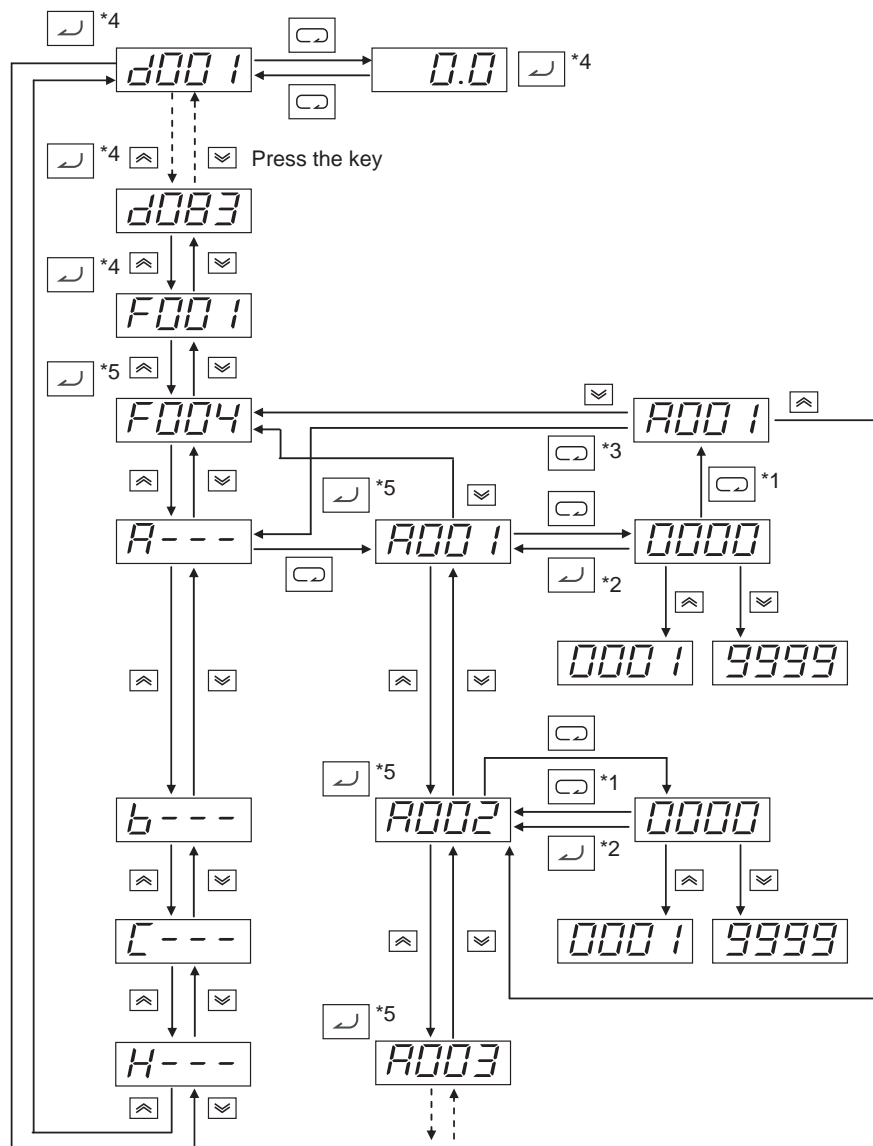 *4
d001
0.0
*4
*4
Press the key
d083
*4
F001
*5
F004
A001
*3
*1
*5
A---
A001
0000
*2
0001
9999
*5
*1
b---
A002
0000
*2
C---
0001
9999
*5
H---
A003